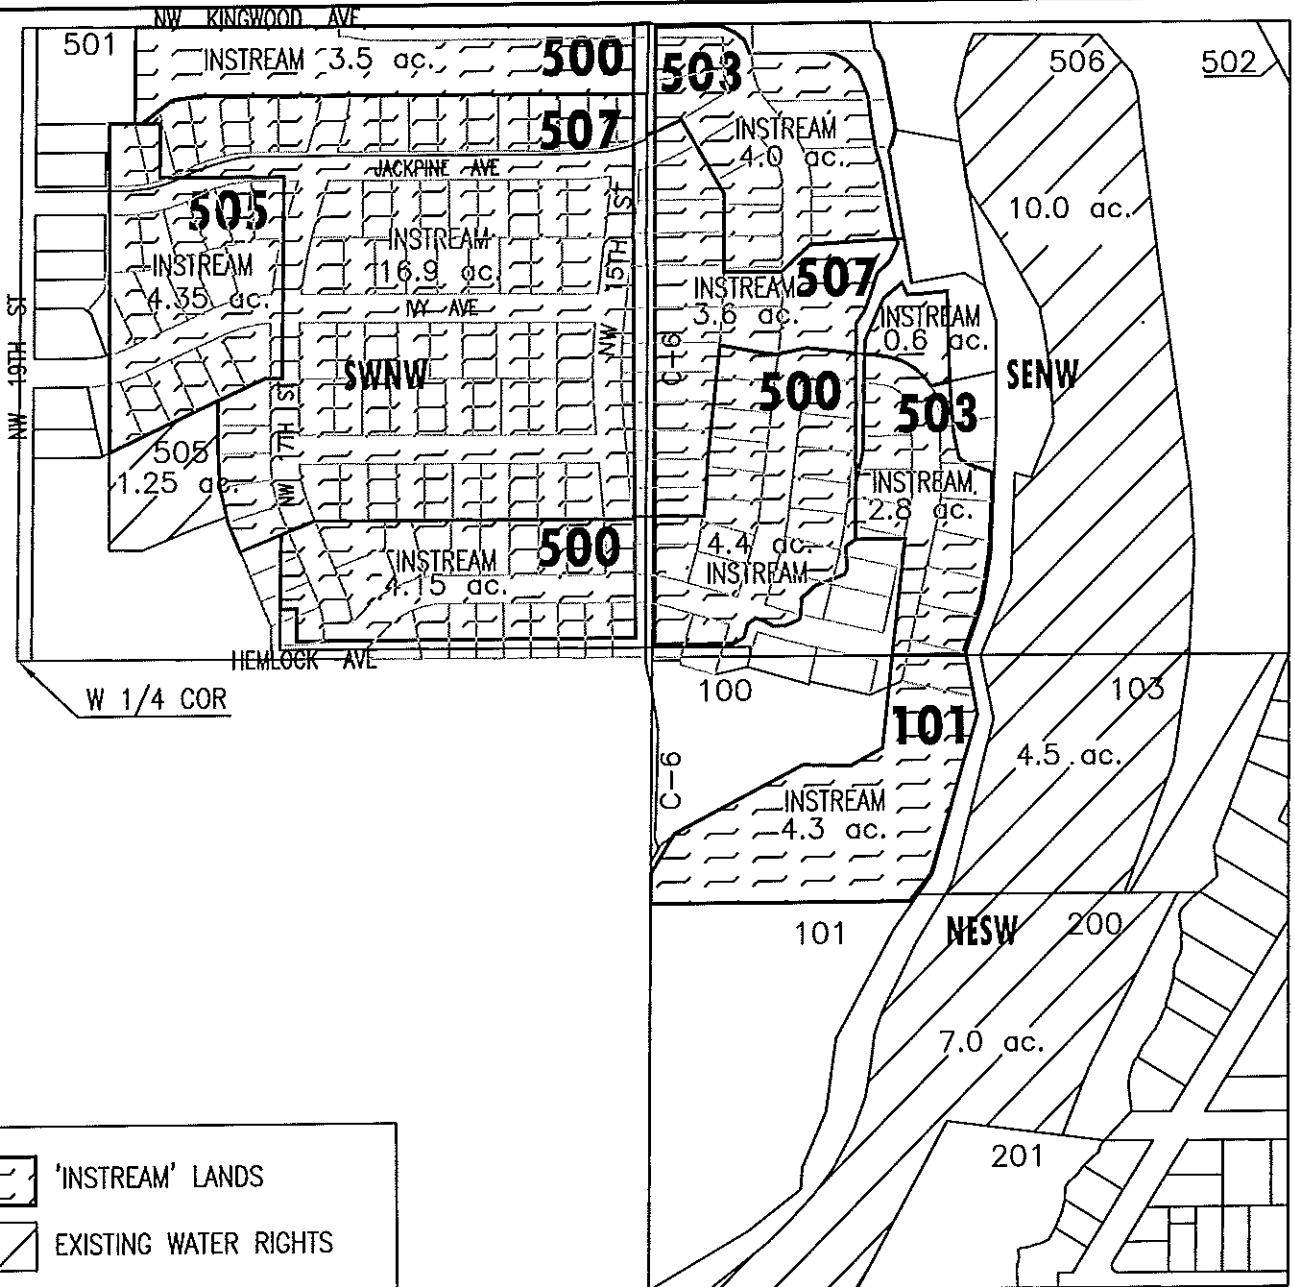 NW KINGWOOD AVE
501
INSTREAM 3.5 ac.
500
503
506
502
507
INSTREAM
4.0 ac.
JACKPINE AVE
505
10.0 ac.
INSTREAM
16.9 ac.
INSTREAM
4.35 ac.
NW 15TH ST
INSTREAM
3.6 ac.
507
IVY AVE
INSTREAM
0.6 ac.
NW 19TH ST
SWNW
C-6
500
SENW
503
NW 17TH ST
505
1.25 ac.
INSTREAM
2.8 ac.
500
INSTREAM
4.15 ac.
4.4 ac.
INSTREAM
HEMLOCK AVE
W 1/4 COR
100
103
101
4.5 ac.
C-6
INSTREAM
4.3 ac.
101
NESW
200
7.0 ac.
201
'INSTREAM' LANDS
EXISTING WATER RIGHTS